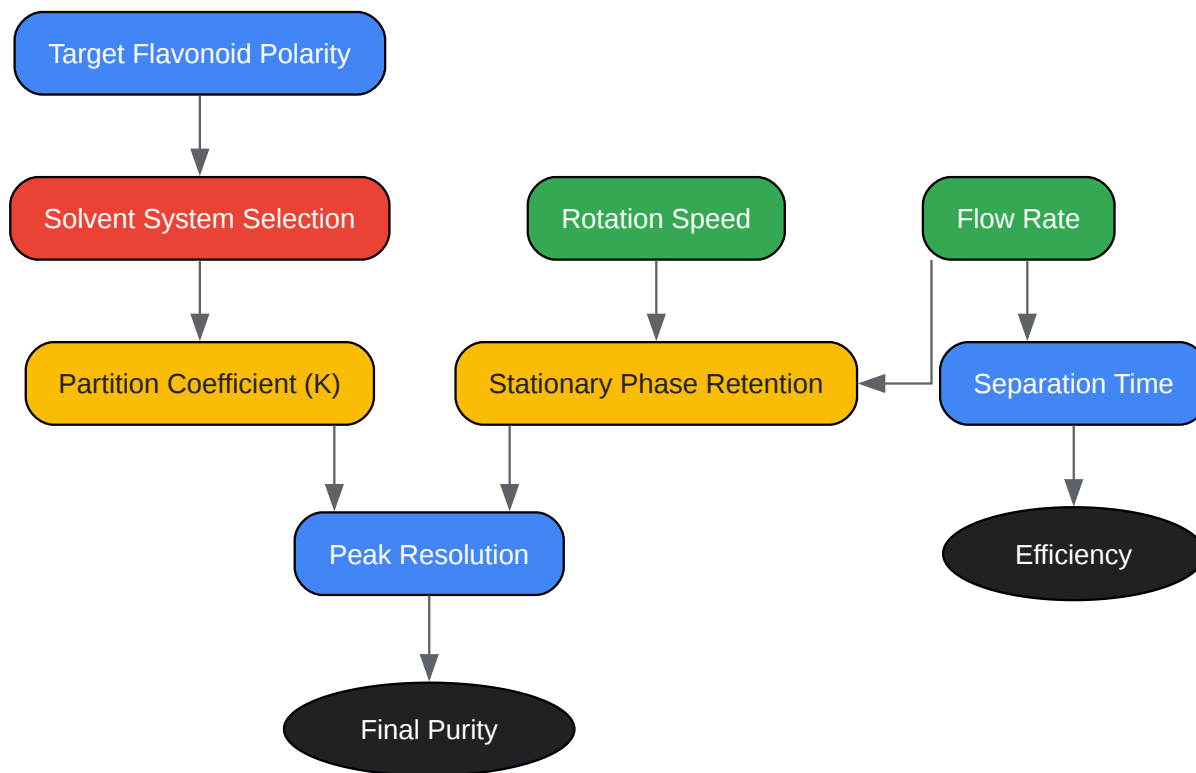 Target Flavonoid Polarity
Solvent System Selection
Rotation Speed
Flow Rate
Partition Coefficient (K)
Stationary Phase Retention
Separation Time
Peak Resolution
Efficiency
Final Purity